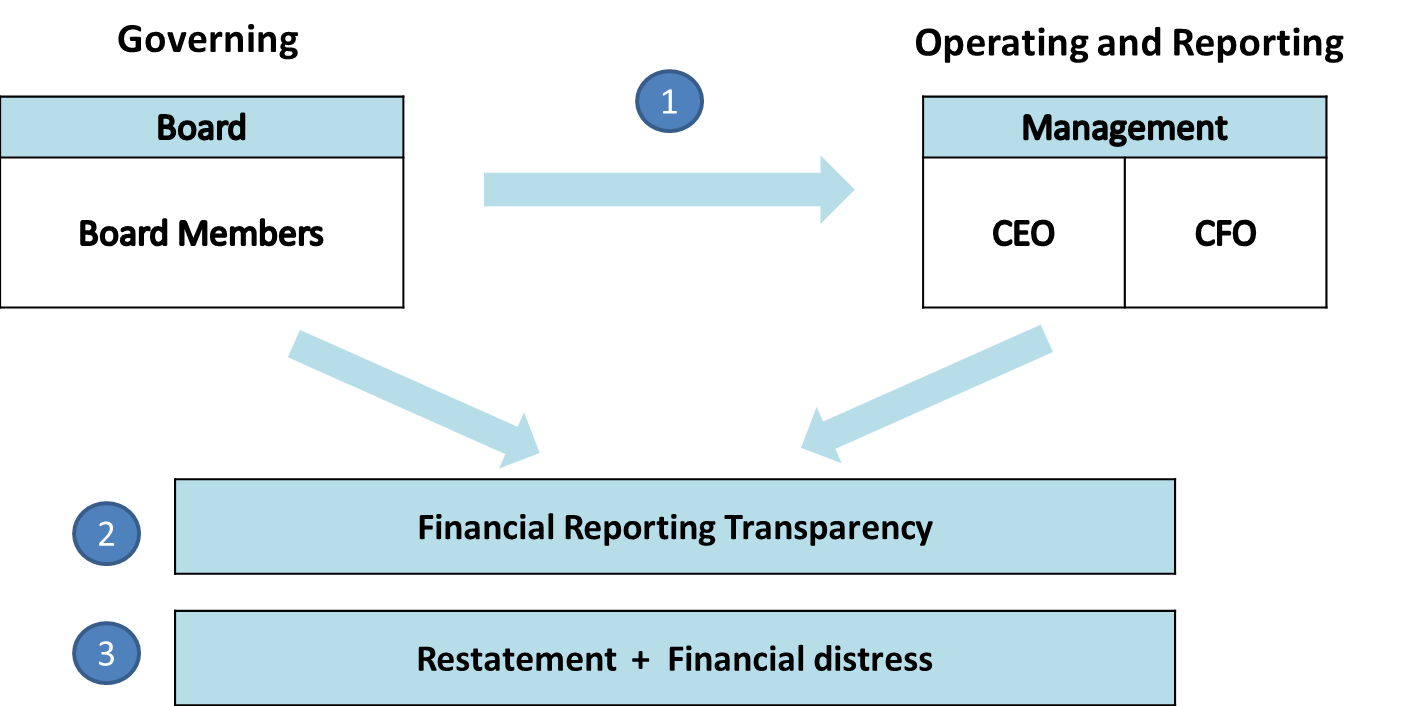 Governing
Operating and Reporting
1
Board
Management
Board Members
CEO
CFO
2
Financial Reporting Transparency
3
Restatement + Financial distress